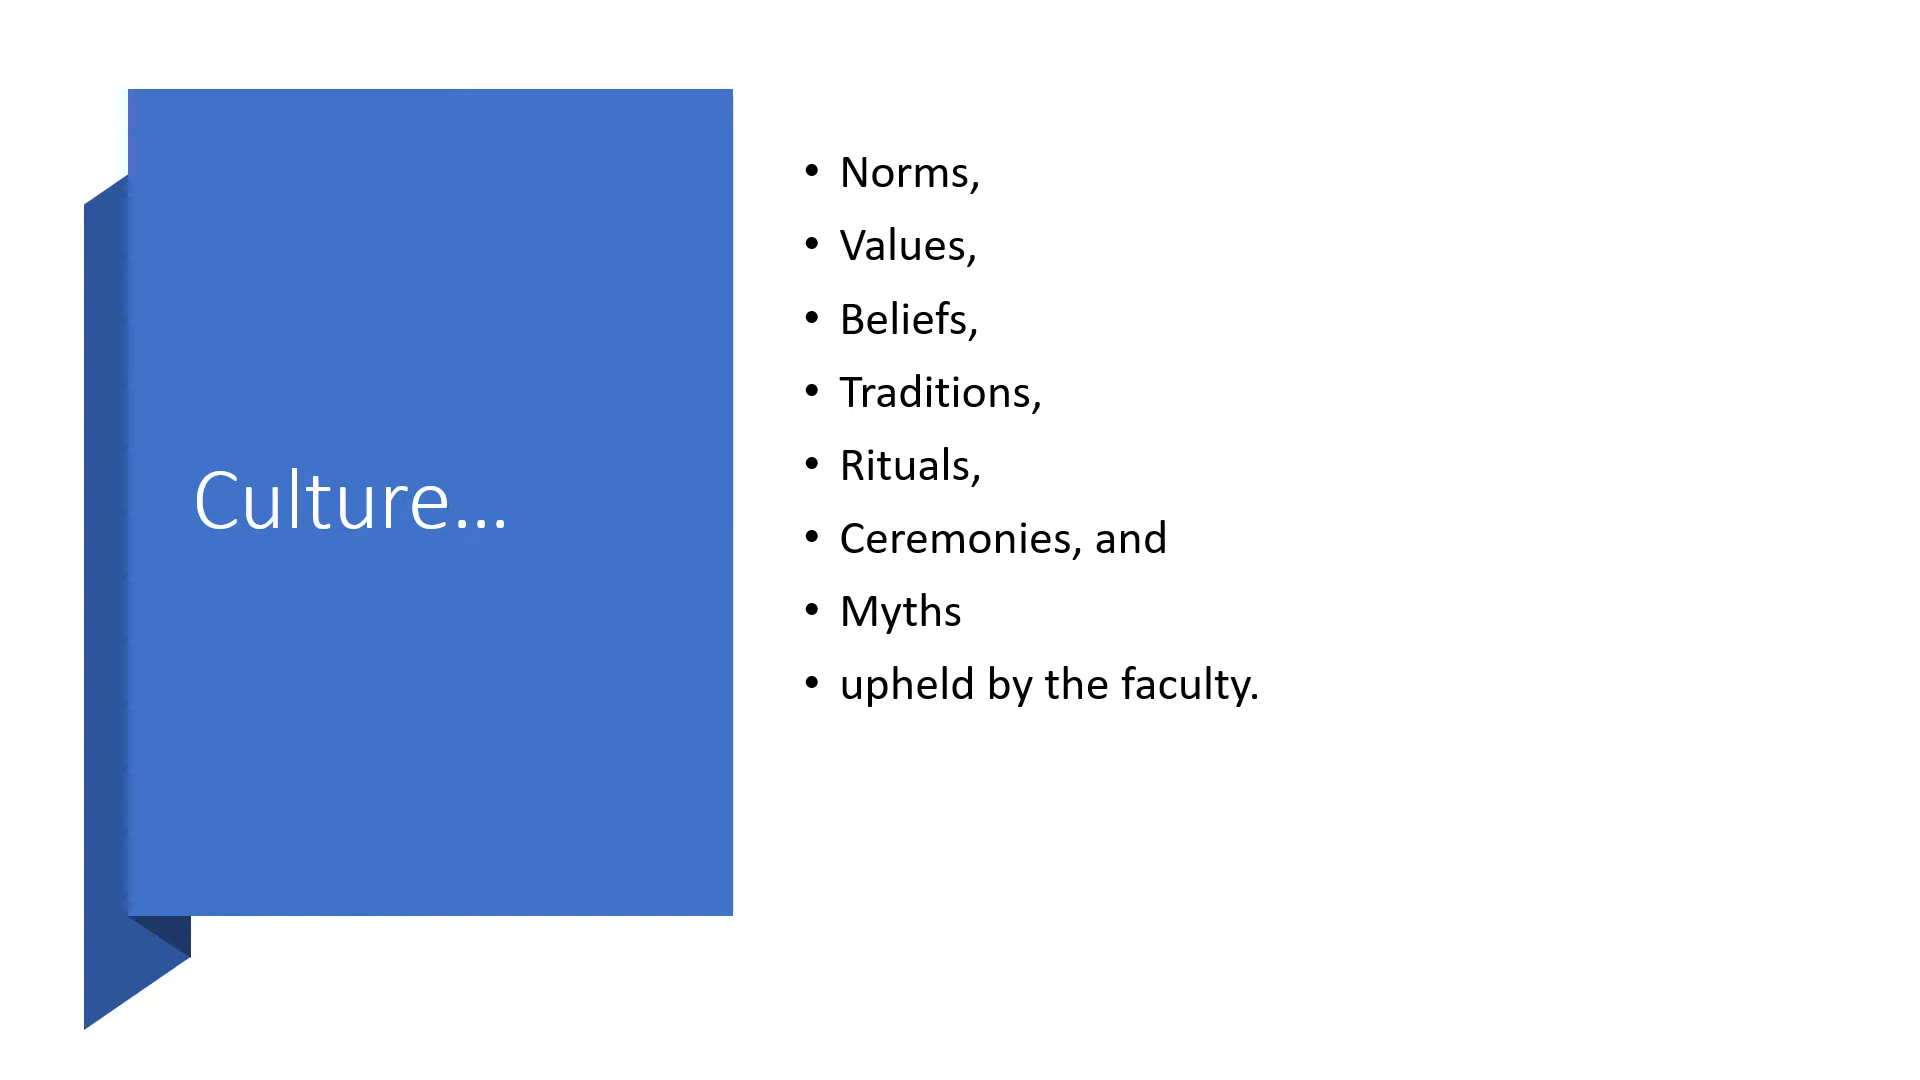 Culture...
• Norms,
• Values,
• Beliefs,
• Traditions,
• Rituals,
• Ceremonies, and
• Myths
• upheld by the faculty.